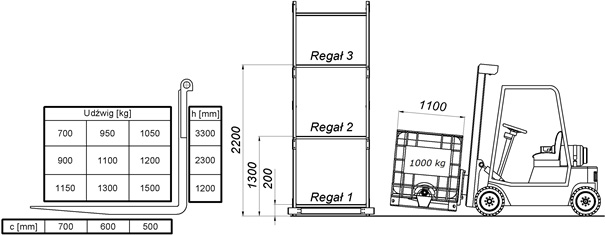 Udźwig [kg] h [mm]
700 950 1050 3300
900 1100 1200 2300
1150 1300 1500 1200
c [mm] 700 600 500
Regał 3
Regał 2
Regał 1
2200
1300
200
1100
1000 kg